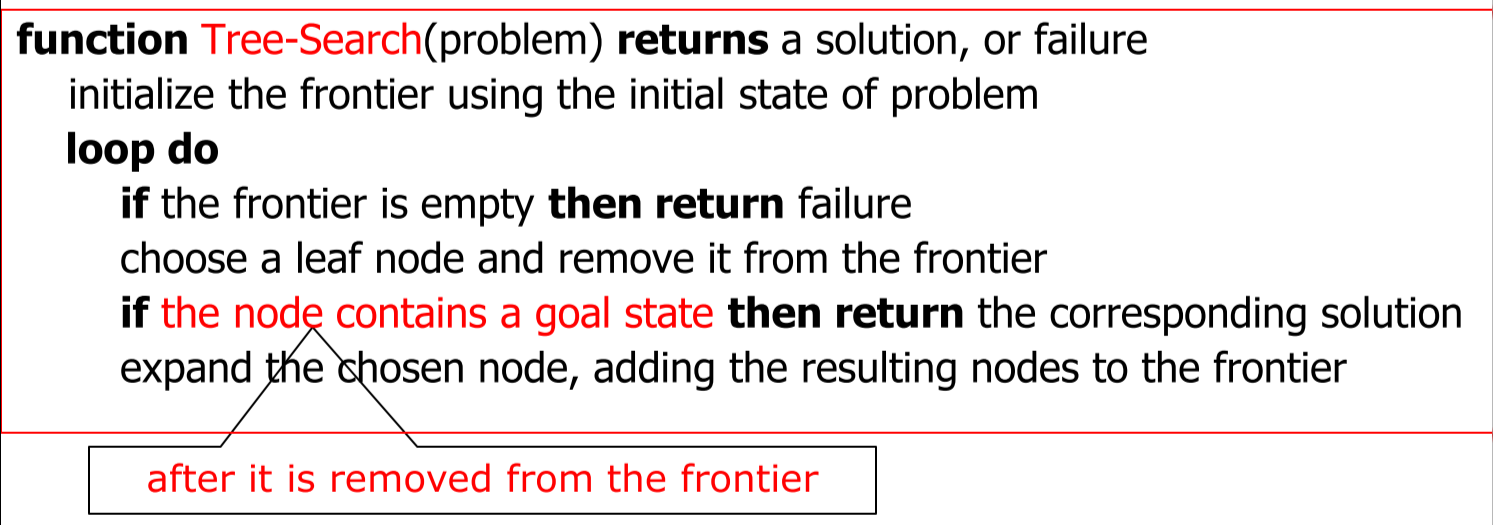 function Tree-Search(problem) returns a solution, or failure
initialize the frontier using the initial state of problem
loop do
if the frontier is empty then return failure
choose a leaf node and remove it from the frontier
if the node contains a goal state then return the corresponding solution
expand the chosen node, adding the resulting nodes to the frontier
after it is removed from the frontier